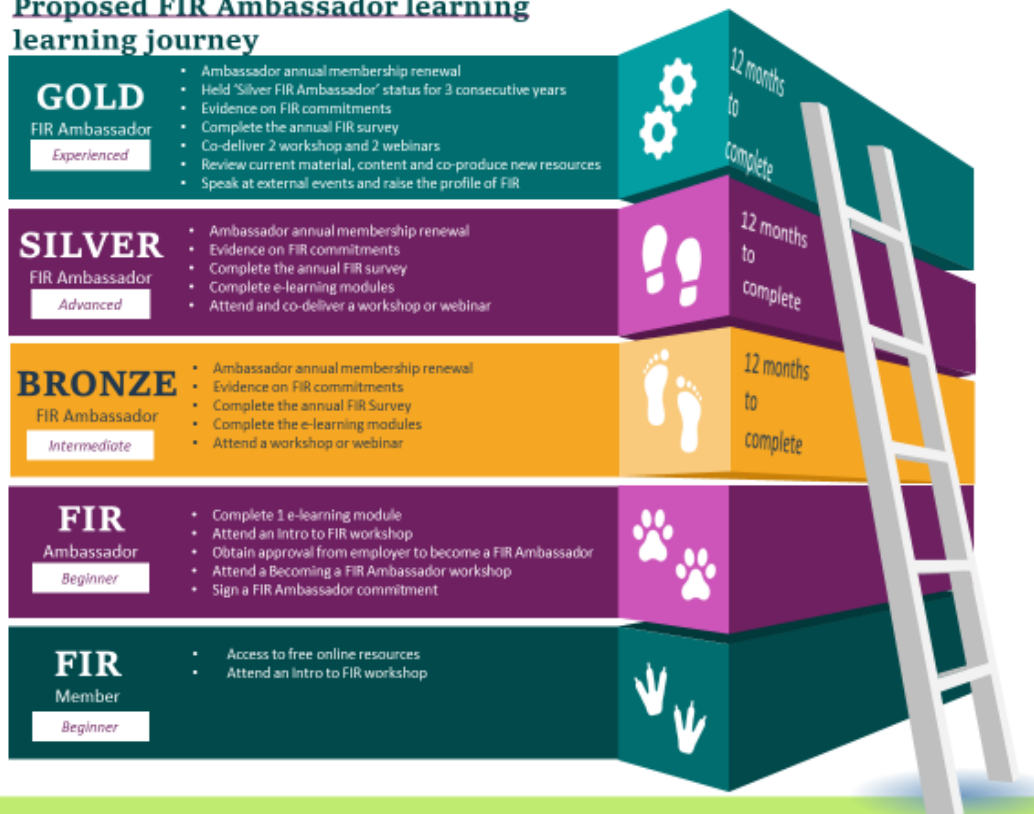 Proposed FIR Ambassador learning
learning journey
GOLD
FIR Ambassador
Experienced
• Ambassador annual membership renewal
• Held 'Silver FIR Ambassador' status for 3 consecutive years
• Evidence on FIR commitments
• Complete the annual FIR survey
• Co-deliver 2 workshop and 2 webinars
• Review current material, content and co-produce new resources
• Speak at external events and raise the profile of FIR
12 months
to
complete
SILVER
FIR Ambassador
Advanced
• Ambassador annual membership renewal
• Evidence on FIR commitments
• Complete the annual FIR survey
• Complete e-learning modules
• Attend and co-deliver a workshop or webinar
12 months
to
complete
BRONZE
FIR Ambassador
Intermediate
• Ambassador annual membership renewal
• Evidence on FIR commitments
• Complete the annual FIR Survey
• Complete the e-learning modules
• Attend a workshop or webinar
12 months
to
complete
FIR
Ambassador
Beginner
• Complete 1 e-learning module
• Attend an Intro to FIR workshop
• Obtain approval from employer to become a FIR Ambassador
• Attend a Becoming a FIR Ambassador workshop
• Sign a FIR Ambassador commitment
FIR
Member
Beginner
• Access to free online resources
• Attend an Intro to FIR workshop